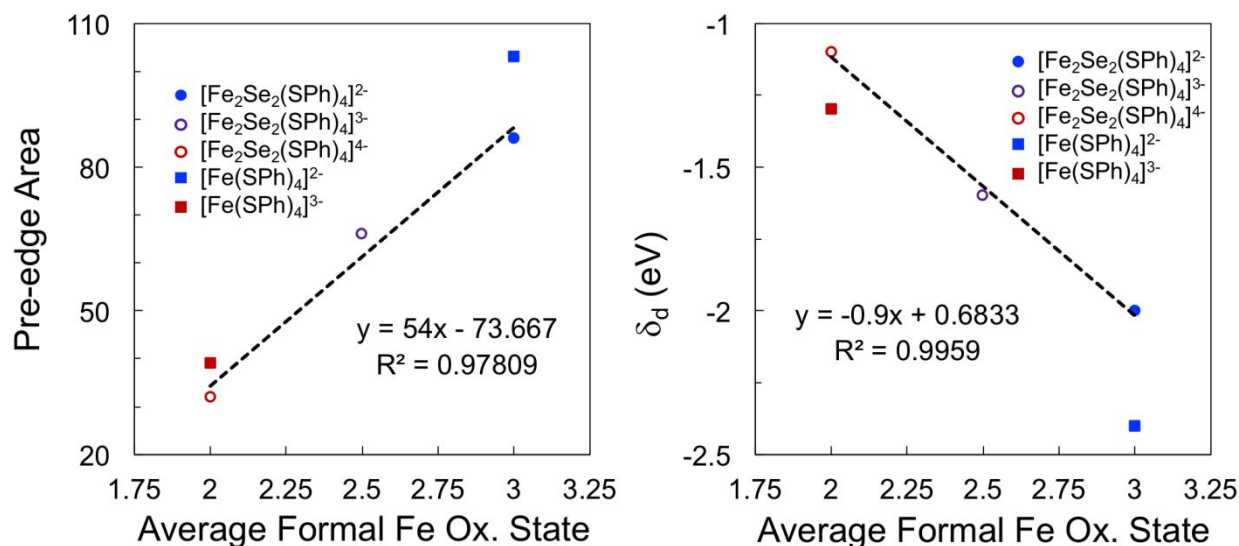 110
80
50
20
Pre-edge Area
[Fe₂Se₂(SPh)₄]²⁻
[Fe₂Se₂(SPh)₄]³⁻
[Fe₂Se₂(SPh)₄]⁴⁻
[Fe(SPh)₄]²⁻
[Fe(SPh)₄]³⁻
y = 54x - 73.667
R² = 0.97809
1.75 2 2.25 2.5 2.75 3 3.25
Average Formal Fe Ox. State
-1
-1.5
-2
-2.5
δd (eV)
[Fe₂Se₂(SPh)₄]²⁻
[Fe₂Se₂(SPh)₄]³⁻
[Fe₂Se₂(SPh)₄]⁴⁻
[Fe(SPh)₄]²⁻
[Fe(SPh)₄]³⁻
y = -0.9x + 0.6833
R² = 0.9959
1.75 2 2.25 2.5 2.75 3 3.25
Average Formal Fe Ox. State